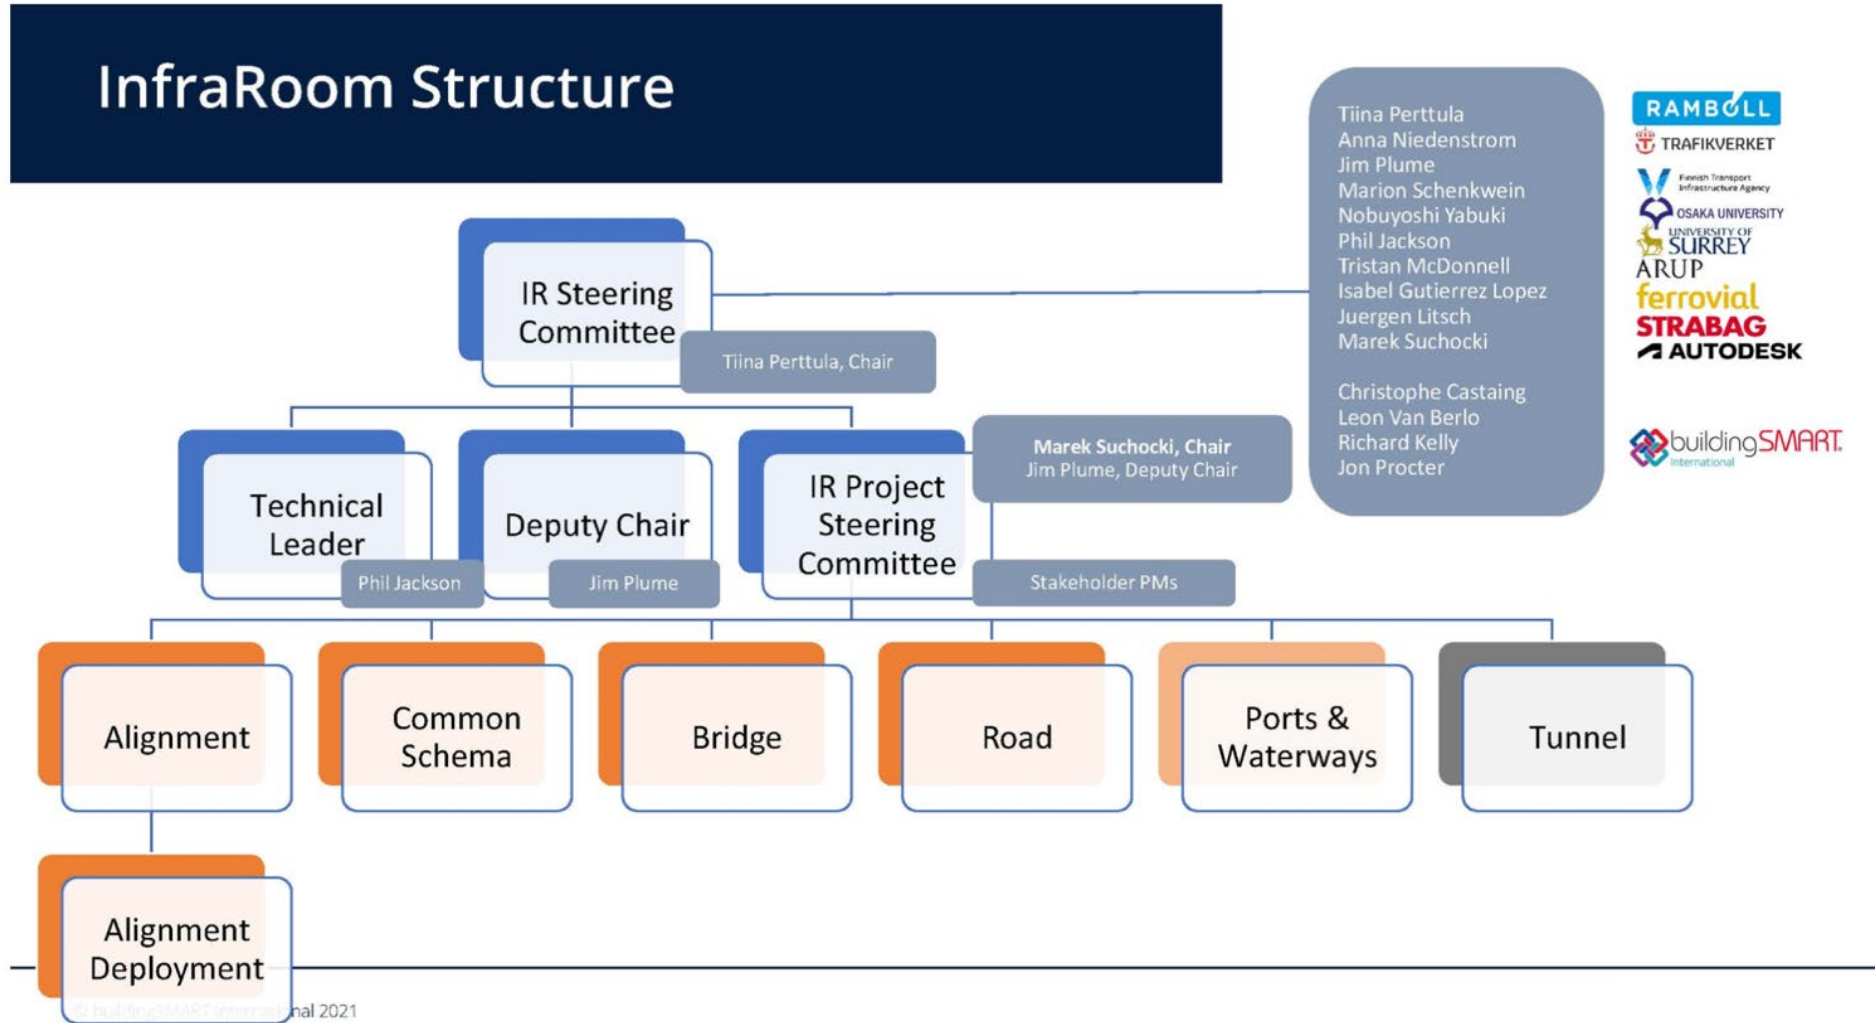 InfraRoom Structure
Tiina Perttula
Anna Niedenstrom
Jim Plume
Marion Schenkwein
Nobuyoshi Yabuki
Phil Jackson
Tristan McDonnell
Isabel Gutierrez Lopez
Juergen Litsch
Marek Suchocki
Christophe Castaing
Leon Van Berlo
Richard Kelly
Jon Procter
RAMBOLL
TRAFIKVERKET
Finnish Transport
Infrastructure Agency
OSAKA UNIVERSITY
UNIVERSITY OF
SURREY
ARUP
ferrovial
STRABAG
AUTODESK
buildingSMART
International
IR Steering
Committee
Tiina Perttula, Chair
Technical
Leader
Phil Jackson
Deputy Chair
Jim Plume
IR Project
Steering
Committee
Marek Suchocki, Chair
Jim Plume, Deputy Chair
Stakeholder PMs
Alignment
Common
Schema
Bridge
Road
Ports &
Waterways
Tunnel
Alignment
Deployment
© buildingSMART International 2021